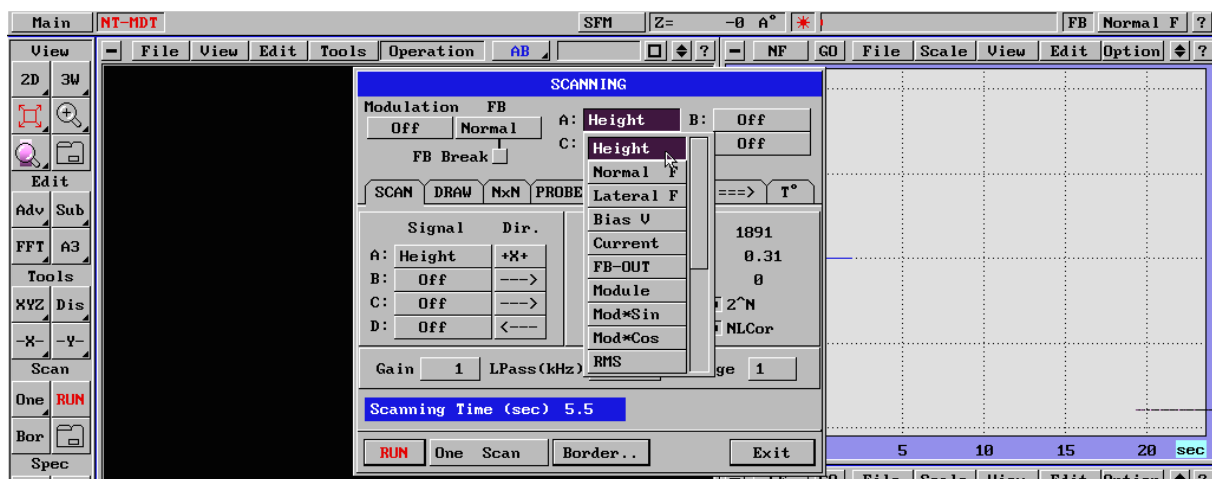 Main NT-MDT SFM Z= -0 A° FB Normal F ?
View - File View Edit Tools Operation AB ? - NF GO File Scale View Edit Option ?
2D 3W
SCANNING
Modulation FB
Off Normal A: Height B: Off
FB Break C: Off
Height
Normal F
Lateral F
Bias V
Current
FB-OUT
Module
Mod*Sin
Mod*Cos
RMS
Edit
Adv Sub
FFT A3
Tools
XYZ Dis
-X- -Y-
Scan
One RUN
Bor
Spec
SCAN DRAW NxN PROBE ===> T°
Signal Dir.
A: Height +X+
B: Off --->
C: Off --->
D: Off <---
1891
0.31
0
2^N
NLCor
Gain 1 LPass(kHz) ge 1
Scanning Time (sec) 5.5
RUN One Scan Border.. Exit
5 10 15 20 sec